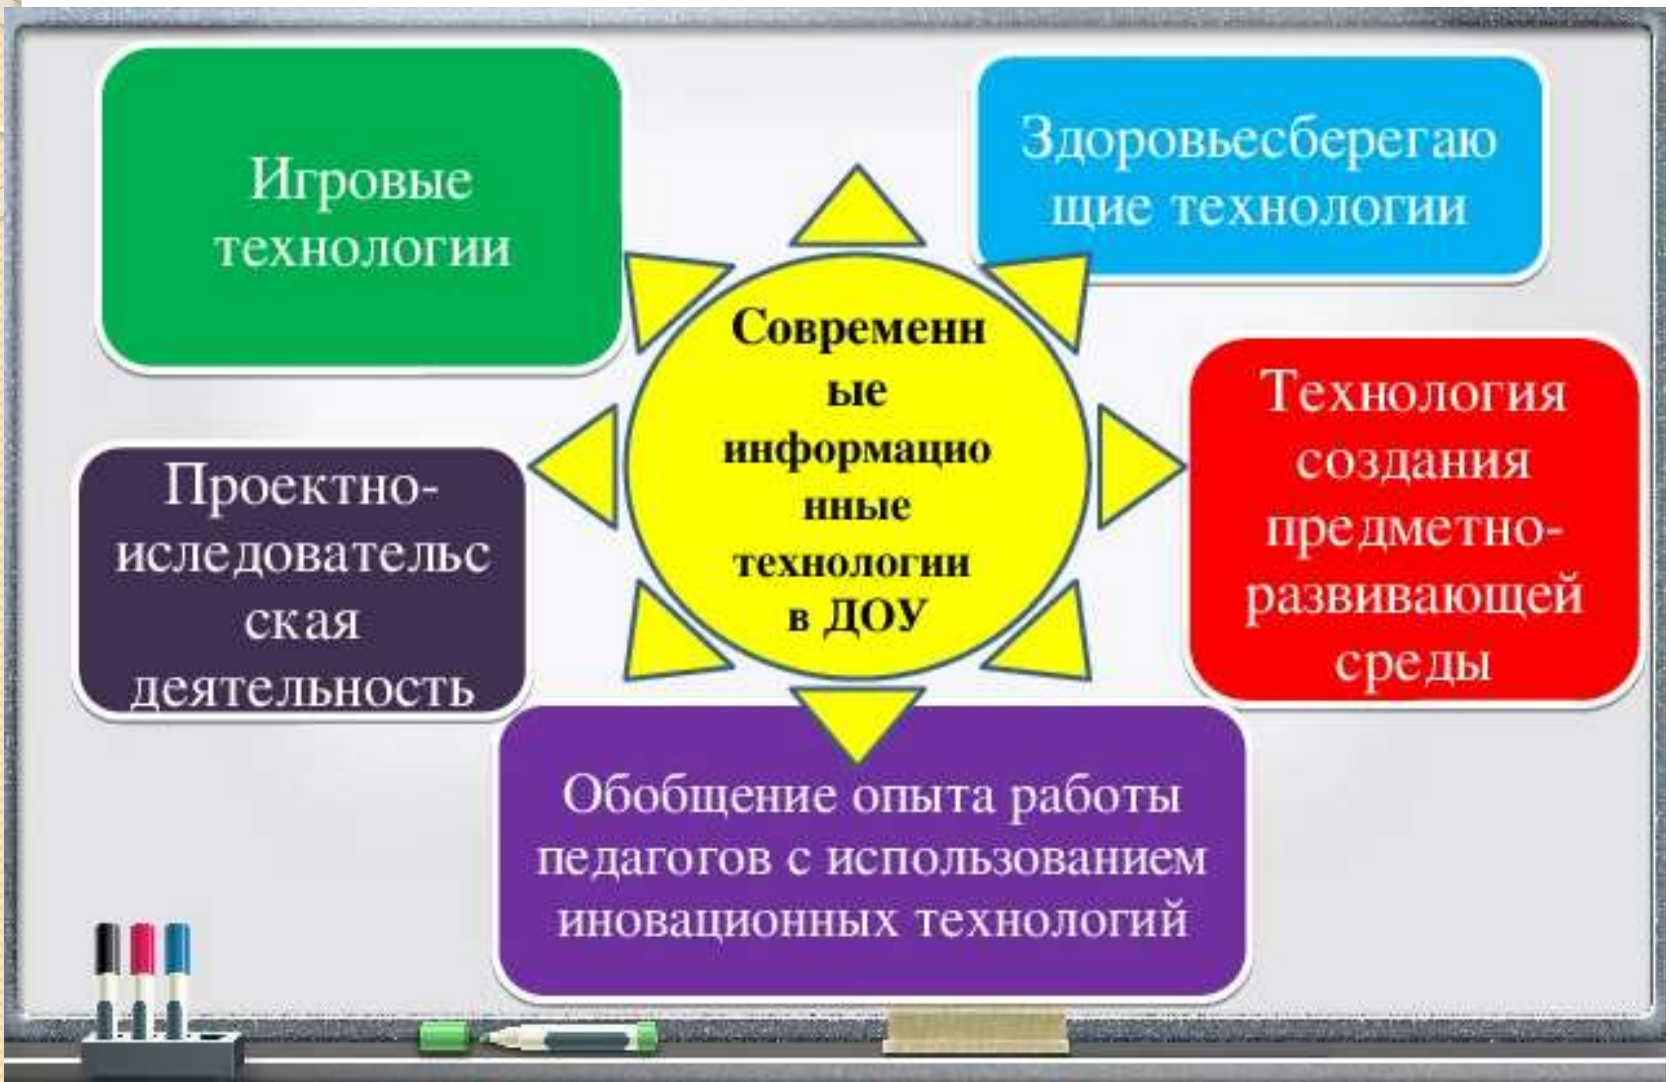 Игровые
технологии
Здоровьесберегаю
щие технологии
Современн
ые
информацио
нные
технологии
в ДОУ
Технология
создания
предметно-
развивающей
среды
Проектно-
иследовательс
ская
деятельность
Обобщение опыта работы
педагогов с использованием
иновационных технологий